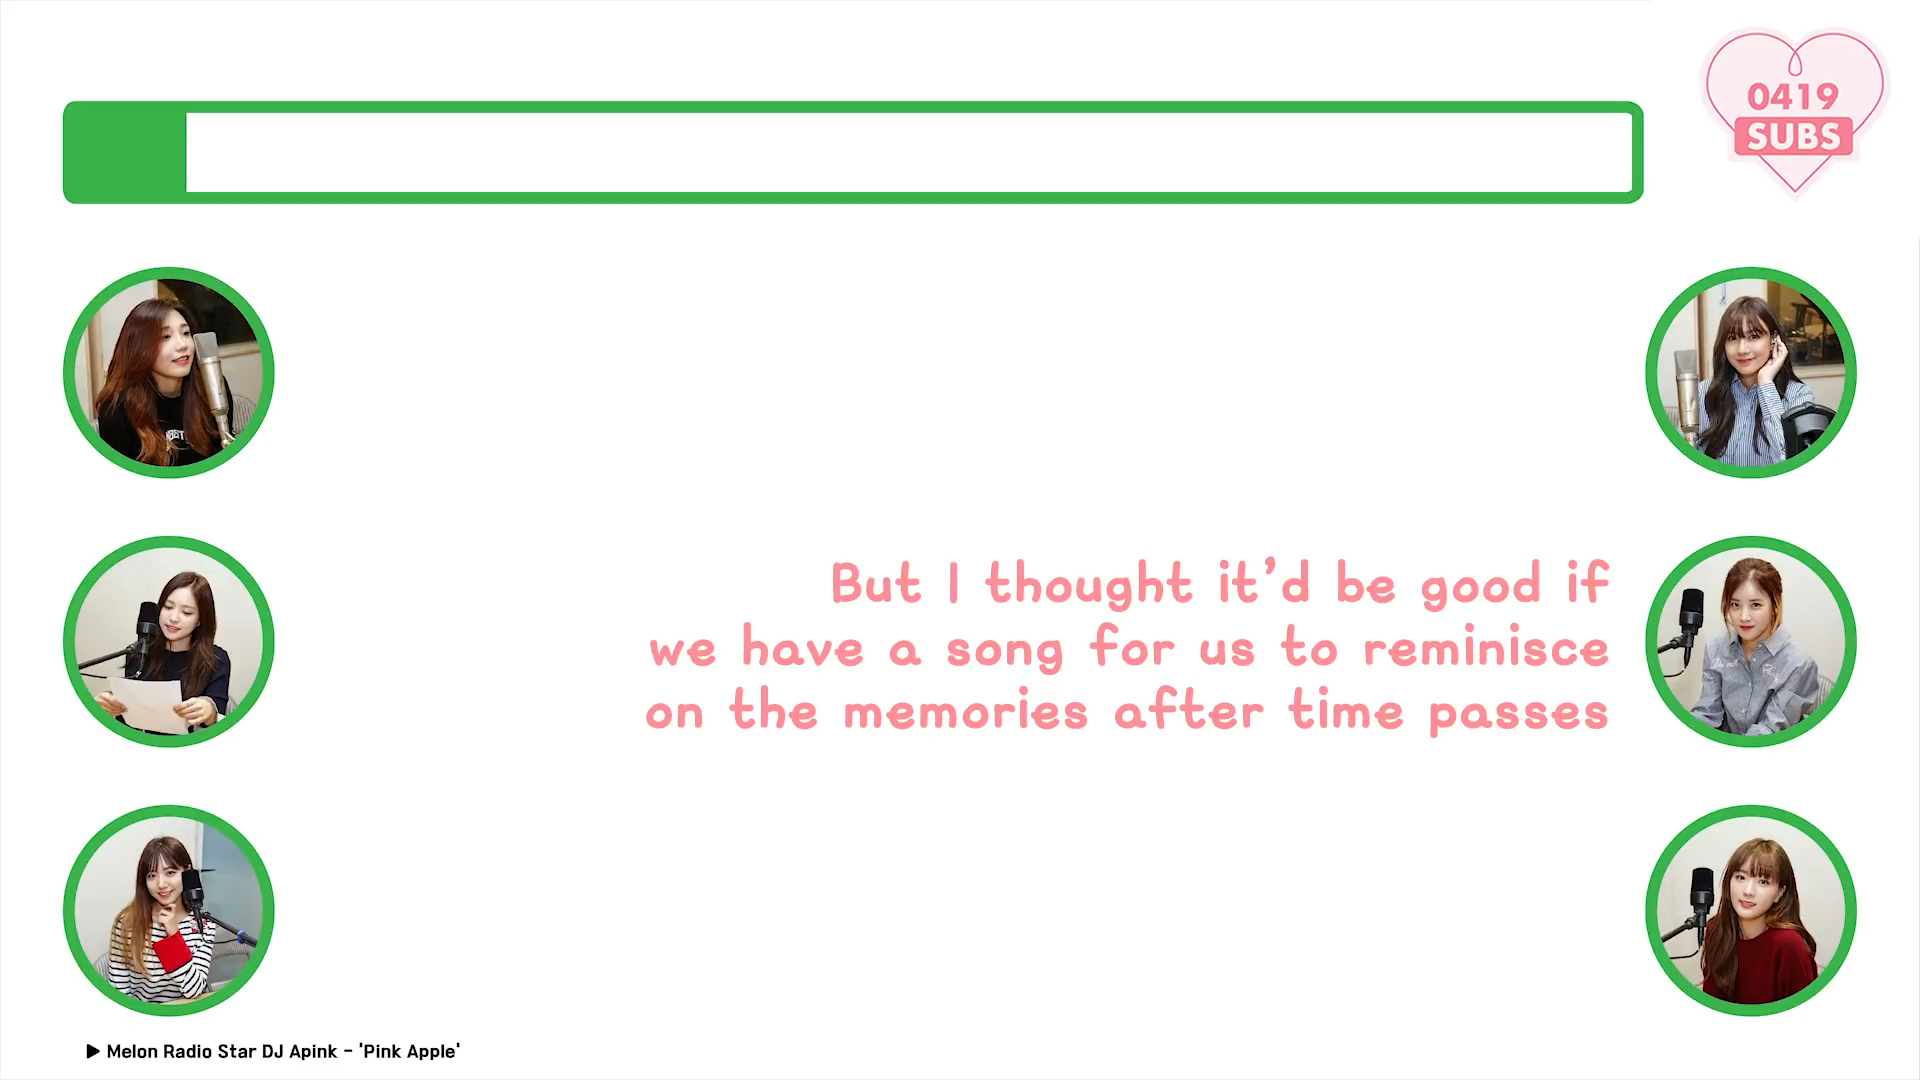 0419
SUBS
But I thought it'd be good if
we have a song for us to reminisce
on the memories after time passes
▶ Melon Radio Star DJ Apink - 'Pink Apple'